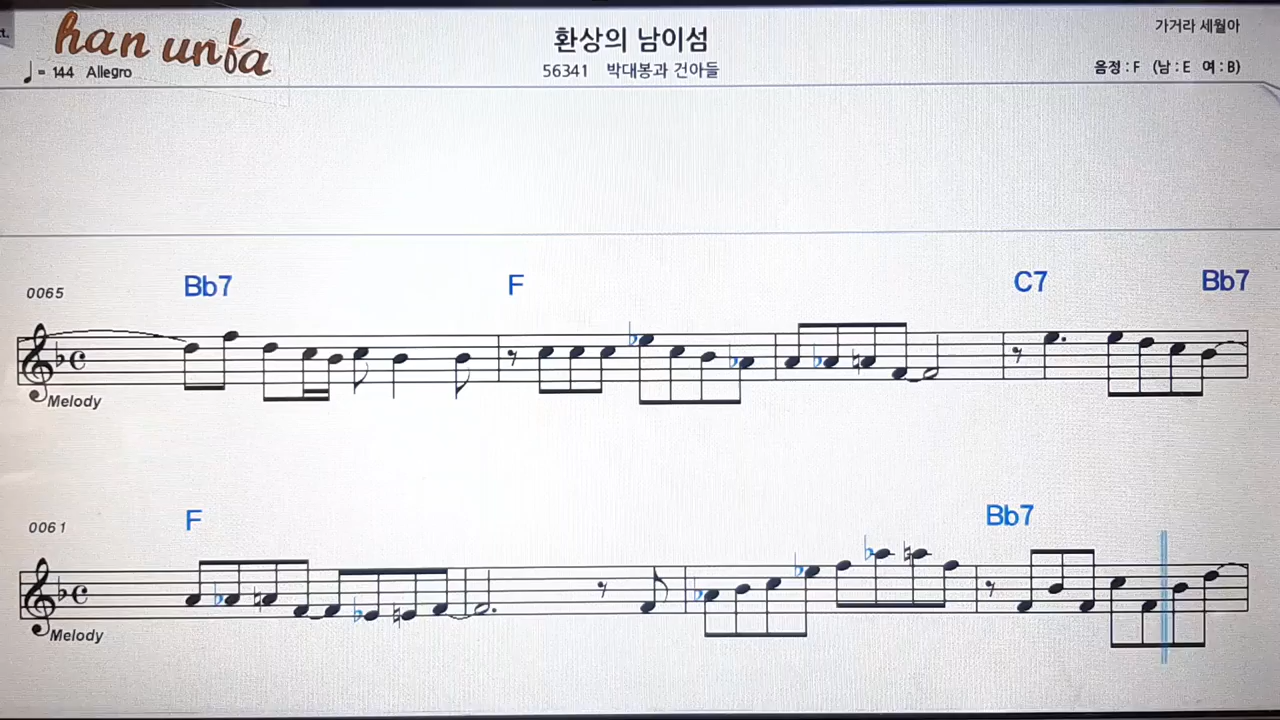 t.
han unba
♩ = 144 Allegro
환상의 남이섬
56341 박대봉과 건아들
가거라 세월아
음정 : F (남 : E 여 : B)
0065 Bb7 F C7 Bb7
Melody
0061 F Bb7
Melody